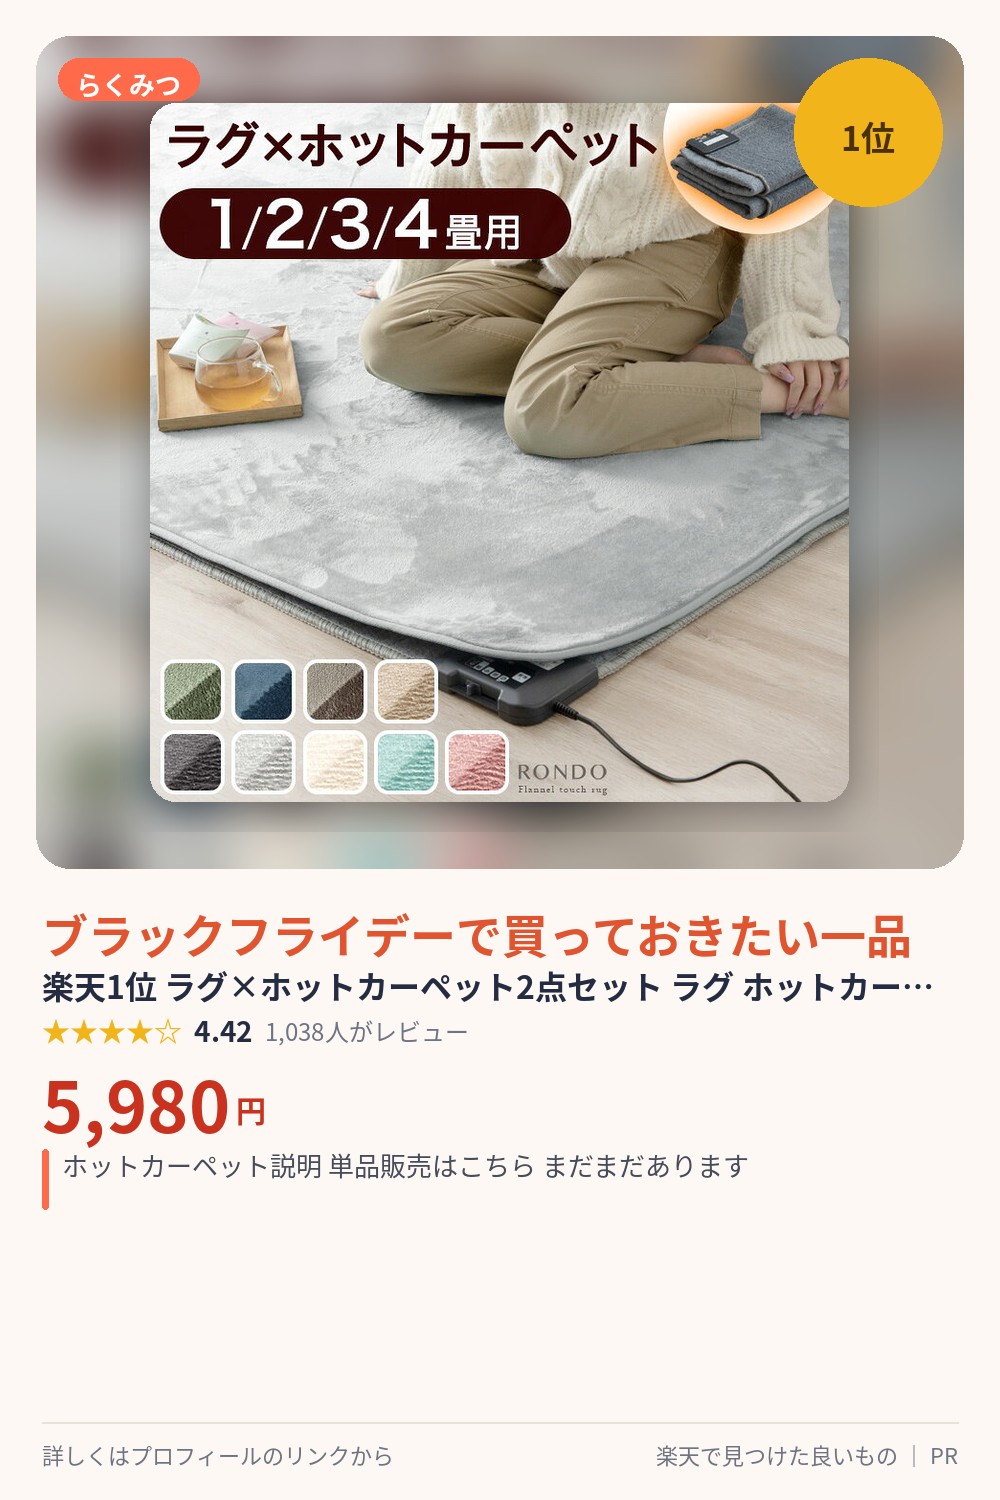 らくみつ
1位
ラグ×ホットカーペット
1/2/3/4畳用
RONDO
Flannel touch rug
ブラックフライデーで買っておきたい一品
楽天1位 ラグ×ホットカーペット2点セット ラグ ホットカー…
★★★★☆ 4.42 1,038人がレビュー
5,980円
ホットカーペット説明 単品販売はこちら まだまだあります
詳しくはプロフィールのリンクから
楽天で見つけた良いもの｜PR